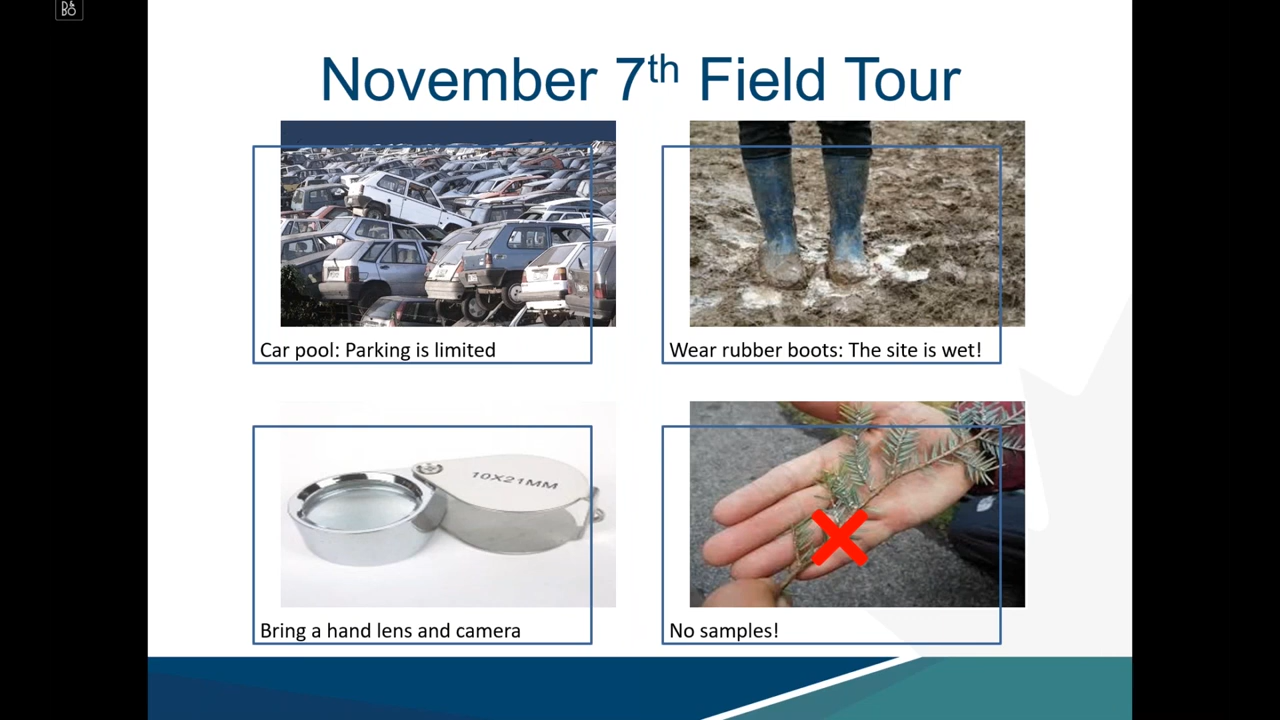 November 7th Field Tour
Car pool: Parking is limited
Wear rubber boots: The site is wet!
10X21MM
Bring a hand lens and camera
No samples!